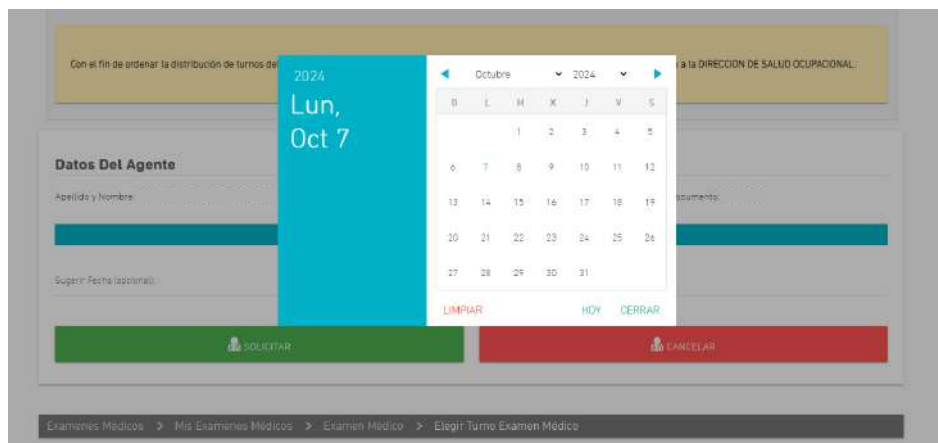 Con el fin de ordenar la distribución de turnos de
a la DIRECCION DE SALUD OCUPACIONAL.
2024
Lun,
Oct 7
Octubre 2024
D L M X J V S
1 2 3 4 5
6 7 8 9 10 11 12
13 14 15 16 17 18 19
20 21 22 23 24 25 26
27 28 29 30 31
LIMPIAR HOY CERRAR
Datos Del Agente
Apellido y Nombre:
Sugerir Fecha (opcional):
SOLICITAR
CANCELAR
Examenes Médicos > Mis Examenes Médicos > Examen Médico > Elegir Turno Examen Médico